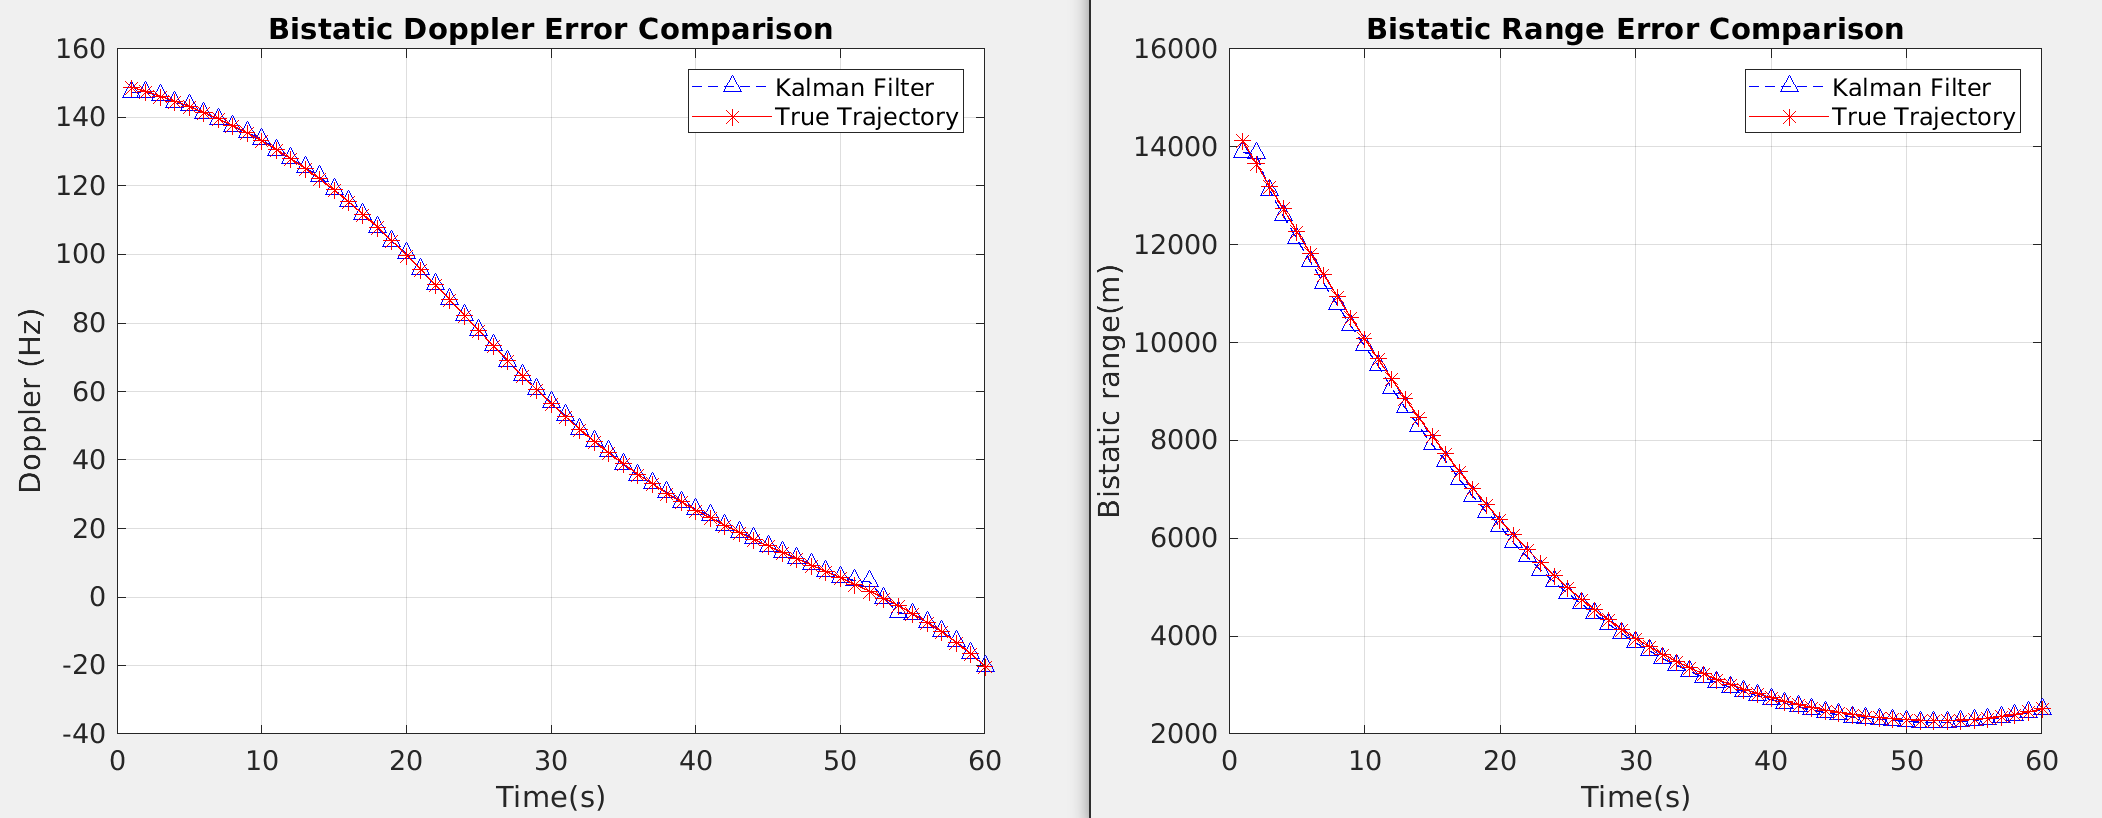 Bistatic Doppler Error Comparison
160
140
120
100
80
60
40
20
0
-20
-40
Doppler (Hz)
Kalman Filter
True Trajectory
0 10 20 30 40 50 60
Time(s)
Bistatic Range Error Comparison
16000
14000
12000
10000
8000
6000
4000
2000
Bistatic range(m)
Kalman Filter
True Trajectory
0 10 20 30 40 50 60
Time(s)